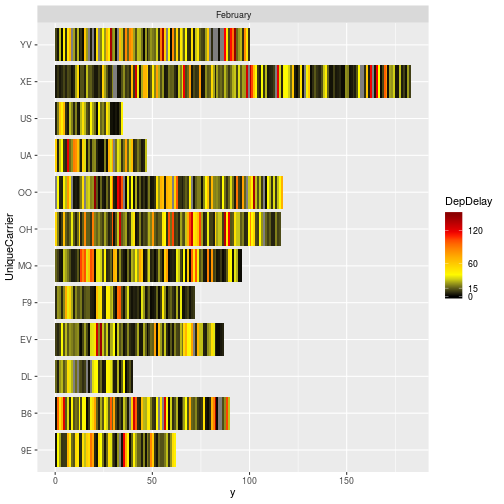 February
YV
XE
US
UA
OO
OH
MQ
F9
EV
DL
B6
9E
UniqueCarrier
0 50 100 150
y
DepDelay
120
60
15
0